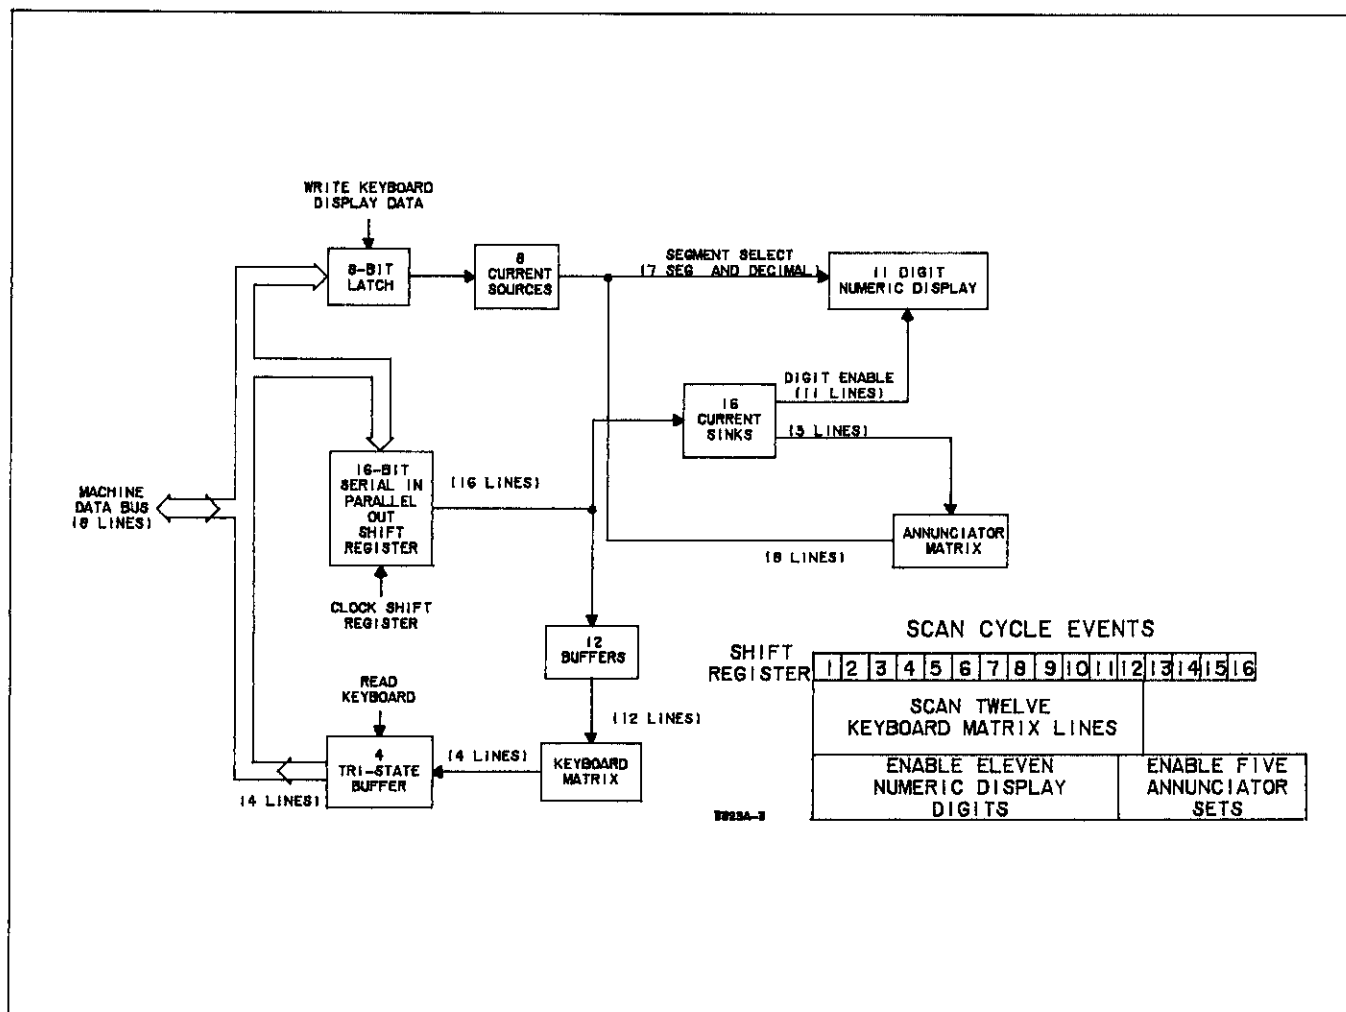 WRITE KEYBOARD
DISPLAY DATA
8-BIT
LATCH
8
CURRENT
SOURCES
SEGMENT SELECT
(7 SEG AND DECIMAL)
11 DIGIT
NUMERIC DISPLAY
DIGIT ENABLE
(11 LINES)
16
CURRENT
SINKS
(5 LINES)
16-BIT
SERIAL IN
PARALLEL
OUT
SHIFT
REGISTER
(16 LINES)
MACHINE
DATA BUS
(8 LINES)
ANNUNCIATOR
MATRIX
(8 LINES)
CLOCK SHIFT
REGISTER
12
BUFFERS
READ
KEYBOARD
(12 LINES)
4
TRI-STATE
BUFFER
(4 LINES)
KEYBOARD
MATRIX
(4 LINES)
SCAN CYCLE EVENTS
SHIFT
REGISTER
1 2 3 4 5 6 7 8 9 10 11 12 13 14 15 16
SCAN TWELVE
KEYBOARD MATRIX LINES
ENABLE ELEVEN
NUMERIC DISPLAY
DIGITS
ENABLE FIVE
ANNUNCIATOR
SETS